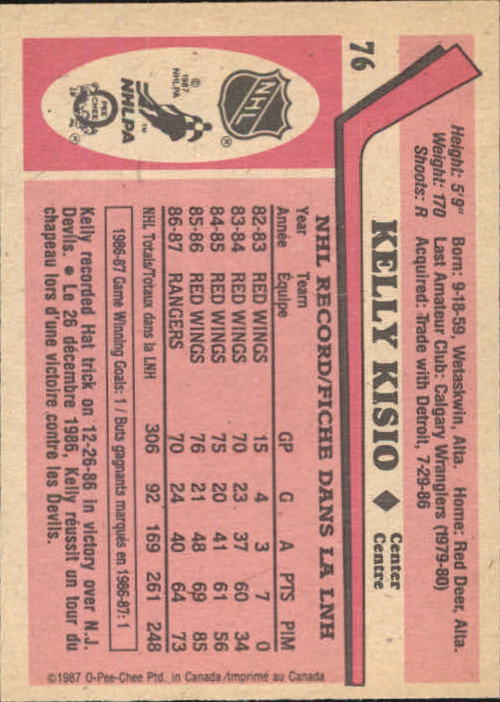 76
KELLY KISIO ◆ Center
Centre
Height: 5'9" Born: 9-18-59, Wetaskwin, Alta. Home: Red Deer, Alta.
Weight: 170 Last Amateur Club: Calgary Wranglers (1979-80)
Shoots: R Acquired: Trade with Detroit, 7-29-86
NHL RECORD/FICHE DANS LA LNH
Year Team
Année Équipe GP G A PTS PIM
82-83 RED WINGS 15 4 3 7 0
83-84 RED WINGS 70 23 37 60 34
84-85 RED WINGS 75 20 41 61 56
85-86 RED WINGS 76 21 48 69 85
86-87 RANGERS 70 24 40 64 73
NHL Totals/Totaux dans la LNH 306 92 169 261 248
1986-87 Game Winning Goals: 1 / Buts gagnants marqués en 1986-87: 1
Kelly recorded Hat trick on 12-26-86 in victory over N.J.
Devils. ● Le 26 décembre 1986, Kelly réussit un tour du
chapeau lors d'une victoire contre les Devils.
NHL
®
© 1987
NHLPA
TM
NHLPA
O
PEE
CHEE
©1987 O-Pee-Chee Ptd. in Canada/Imprimé au Canada